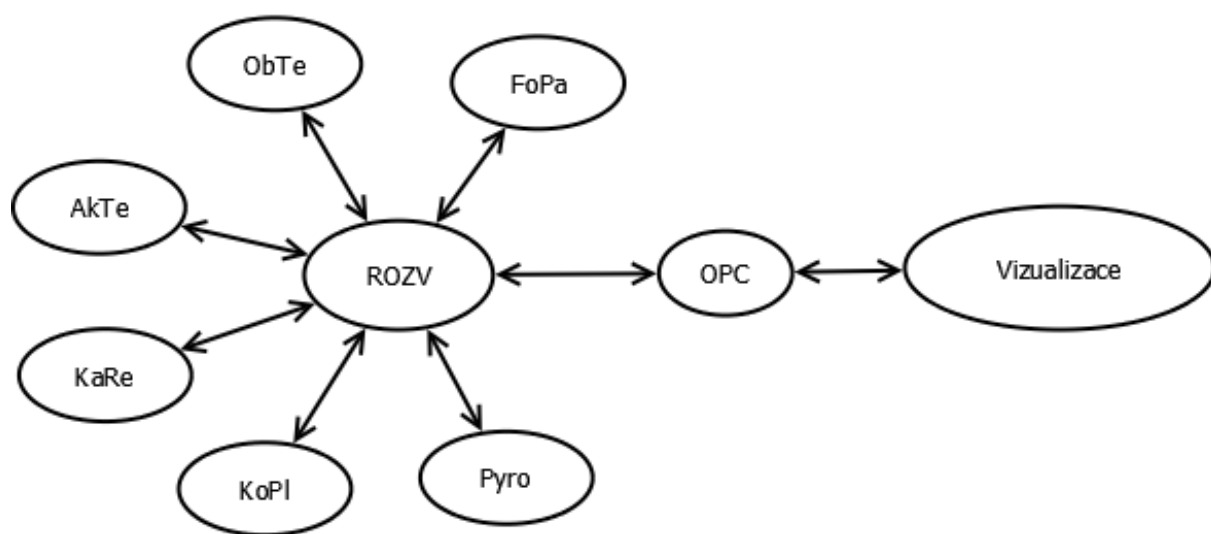 ObTe
FoPa
AkTe
ROZV
OPC
Vizualizace
KaRe
KoPl
Pyro